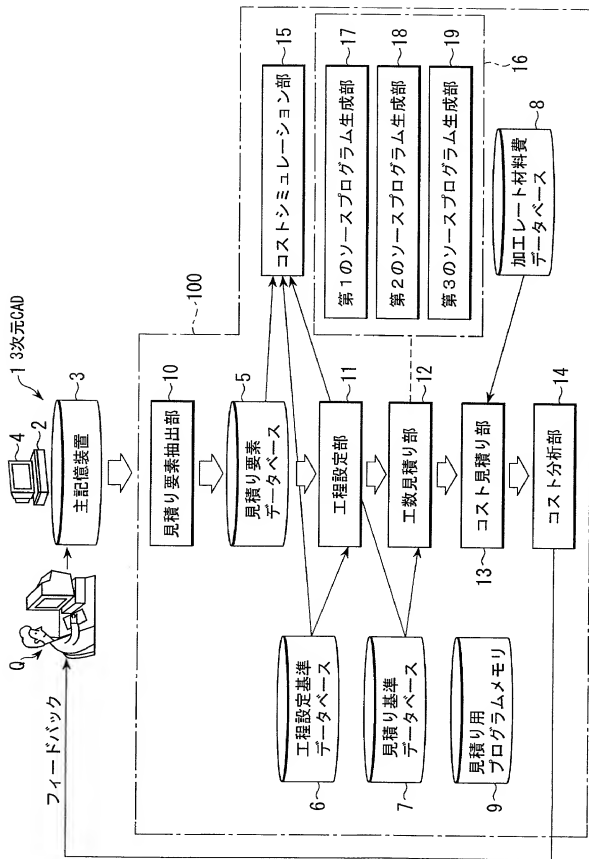 1 3次元CAD
4
2
3
主記憶装置
Q
フィードバック
100
10
見積り要素抽出部
5
見積り要素
データベース
11
工程設定部
12
工数見積り部
13
コスト見積り部
14
コスト分析部
6
工程設定基準
データベース
7
見積り基準
データベース
9
見積り用
プログラムメモリ
15
コストシミュレーション部
16
17
第1のソースプログラム生成部
18
第2のソースプログラム生成部
19
第3のソースプログラム生成部
8
加工レート材料費
データベース